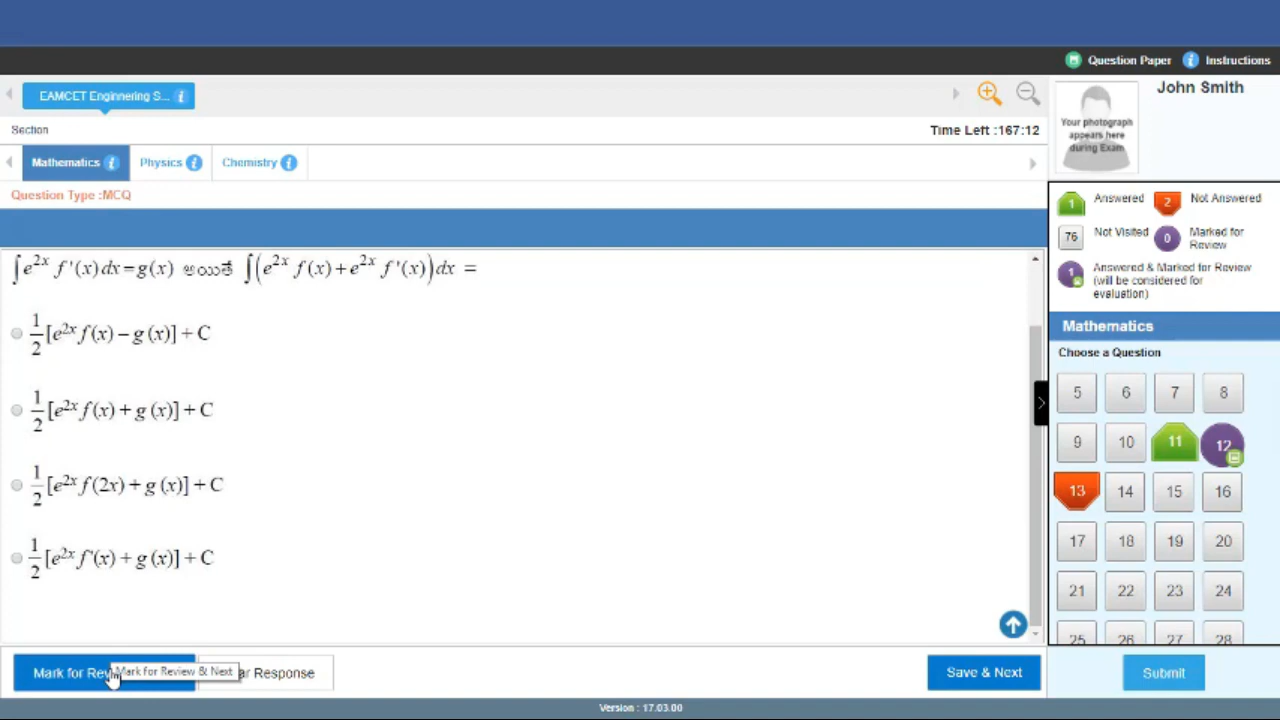 Question Paper
Instructions
EAMCET Enginnering S...
John Smith
Your photograph
appears here
during Exam
Section
Time Left :167:12
Mathematics
Physics
Chemistry
Question Type :MCQ
1 Answered
2 Not Answered
76 Not Visited
0 Marked for
Review
1 Answered & Marked for Review
(will be considered for
evaluation)
∫e^{2x} f'(x)dx=g(x) అయితే ∫(e^{2x} f(x)+e^{2x} f'(x))dx =
1/2[e^{2x}f(x) – g (x)] + C
1/2[e^{2x}f(x) + g (x)] + C
1/2[e^{2x}f(2x) + g (x)] + C
1/2[e^{2x}f'(x) + g (x)] + C
Mathematics
Choose a Question
5 6 7 8
9 10 11 12
13 14 15 16
17 18 19 20
21 22 23 24
25 26 27 28
Mark for Rev
Mark for Review & Next
ar Response
Save & Next
Submit
Version : 17.03.00